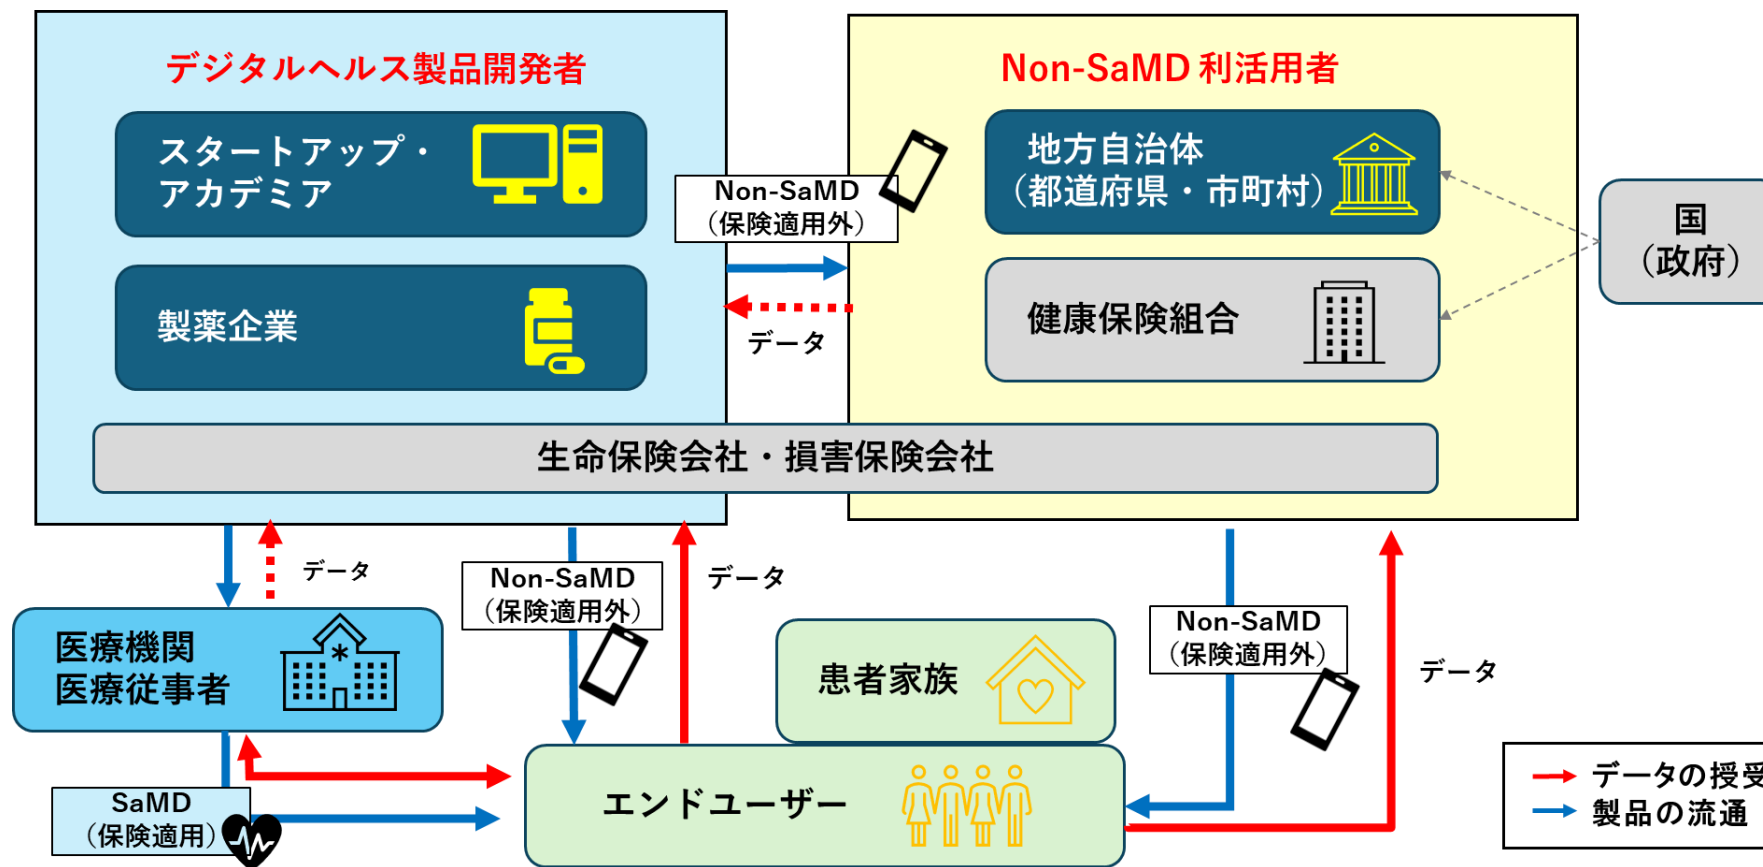 デジタルヘルス製品開発者
スタートアップ・
アカデミア
製薬企業
Non-SaMD
（保険適用外）
データ
Non-SaMD 利活用者
地方自治体
（都道府県・市町村）
健康保険組合
国
（政府）
生命保険会社・損害保険会社
データ
Non-SaMD
（保険適用外）
データ
医療機関
医療従事者
患者家族
Non-SaMD
（保険適用外）
データ
SaMD
（保険適用）
エンドユーザー
データの授受
製品の流通